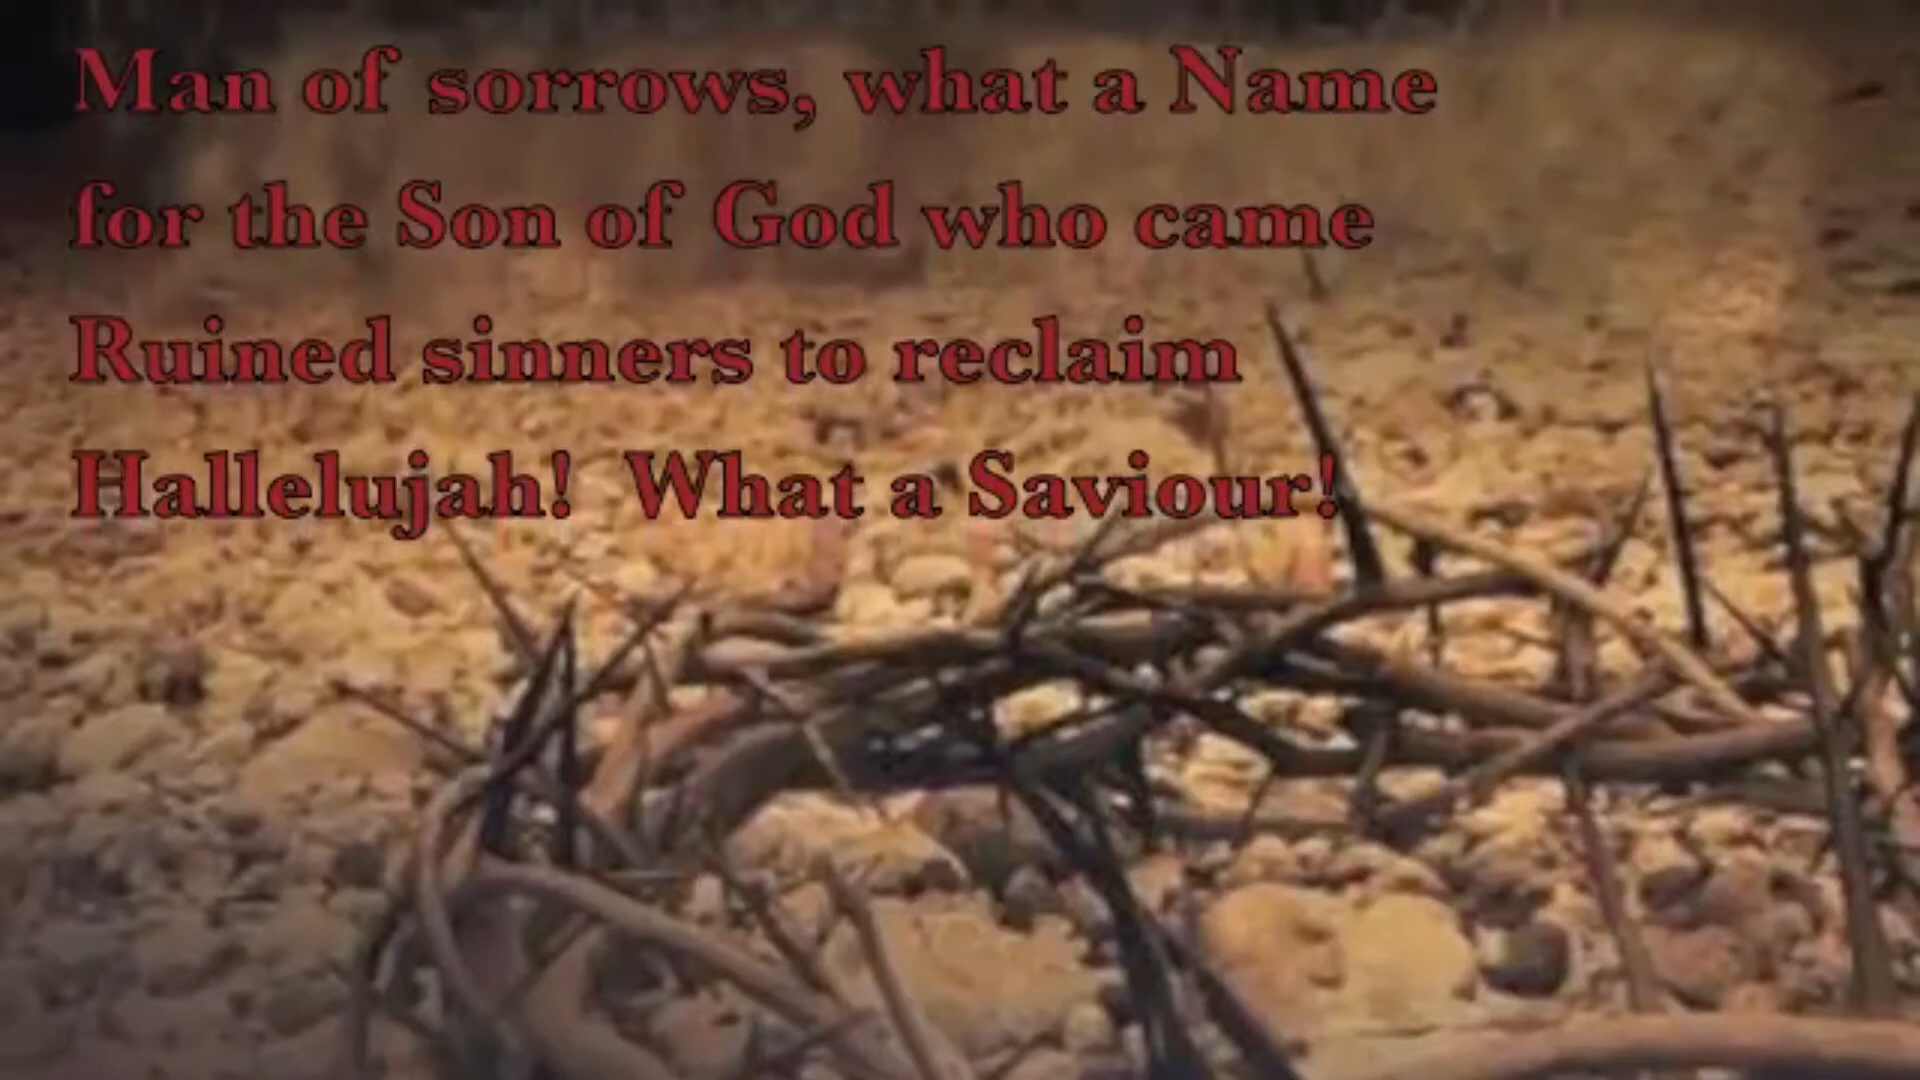 Man of sorrows, what a Name
for the Son of God who came
Ruined sinners to reclaim
Hallelujah!  What a Saviour!